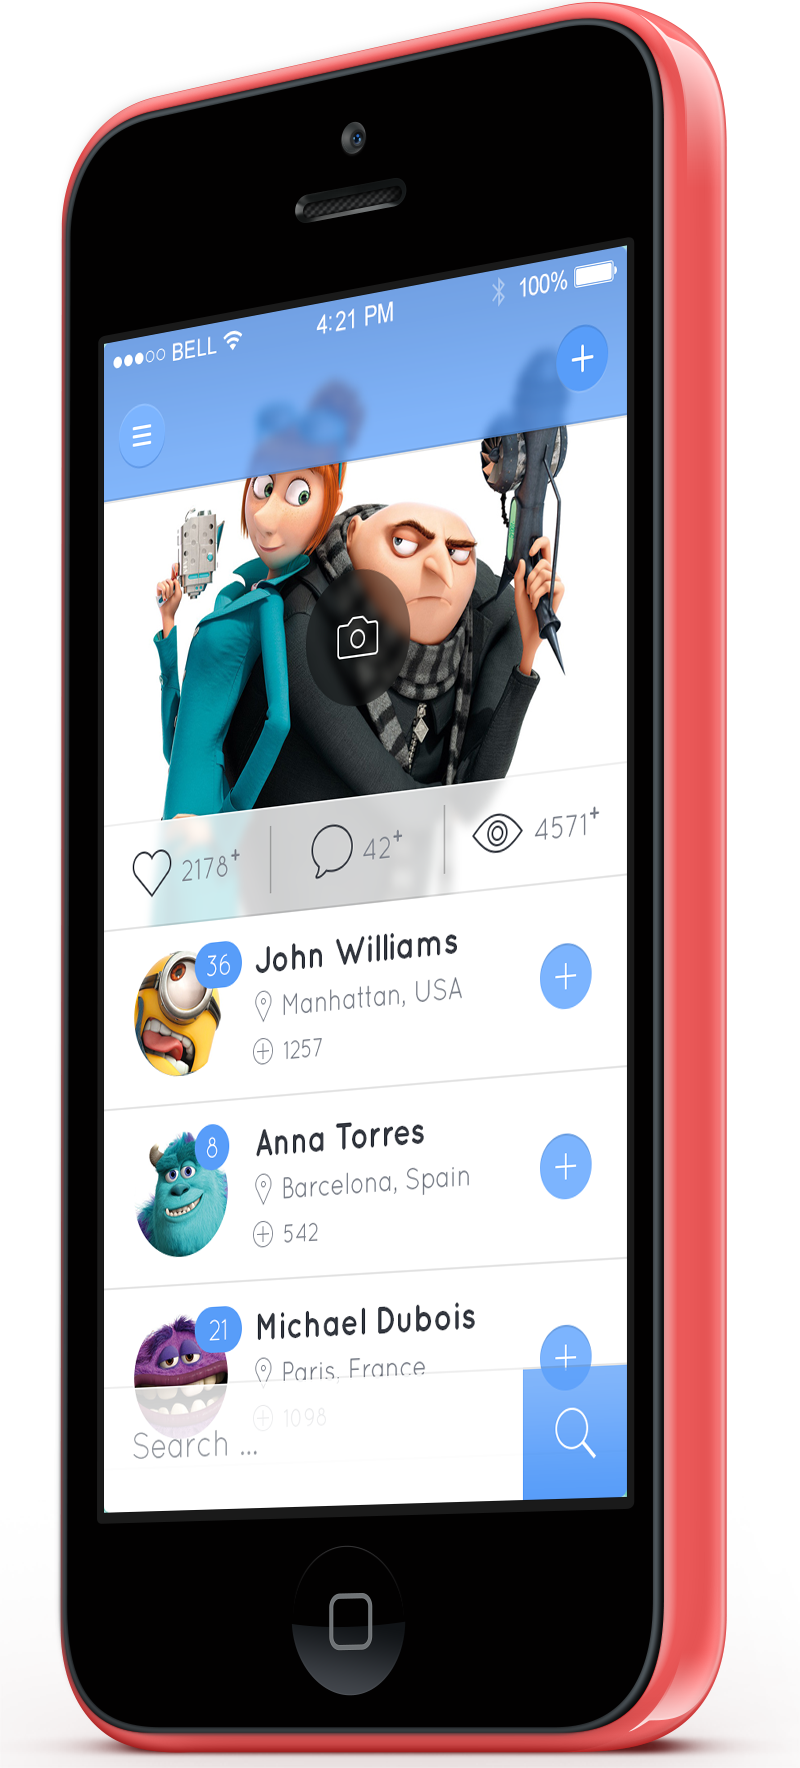 BELL 4:21 PM 100%
2178+ 42+ 4571+
36 John Williams
Manhattan, USA
1257
8 Anna Torres
Barcelona, Spain
542
21 Michael Dubois
Paris, France
1098
Search ...